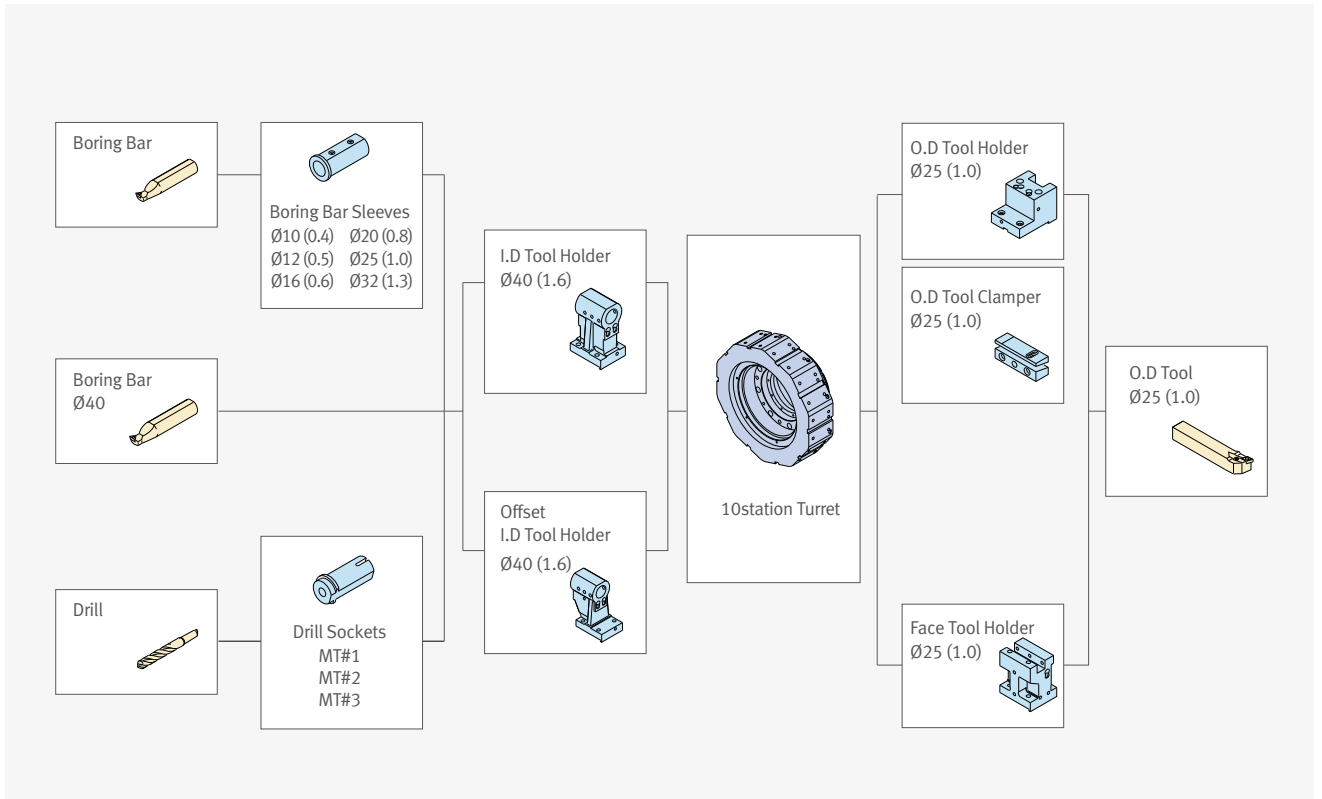 Boring Bar
Boring Bar Sleeves
Ø10 (0.4) Ø20 (0.8)
Ø12 (0.5) Ø25 (1.0)
Ø16 (0.6) Ø32 (1.3)
Boring Bar
Ø40
Drill
Drill Sockets
MT#1
MT#2
MT#3
I.D Tool Holder
Ø40 (1.6)
Offset
I.D Tool Holder
Ø40 (1.6)
10station Turret
O.D Tool Holder
Ø25 (1.0)
O.D Tool Clamper
Ø25 (1.0)
Face Tool Holder
Ø25 (1.0)
O.D Tool
Ø25 (1.0)